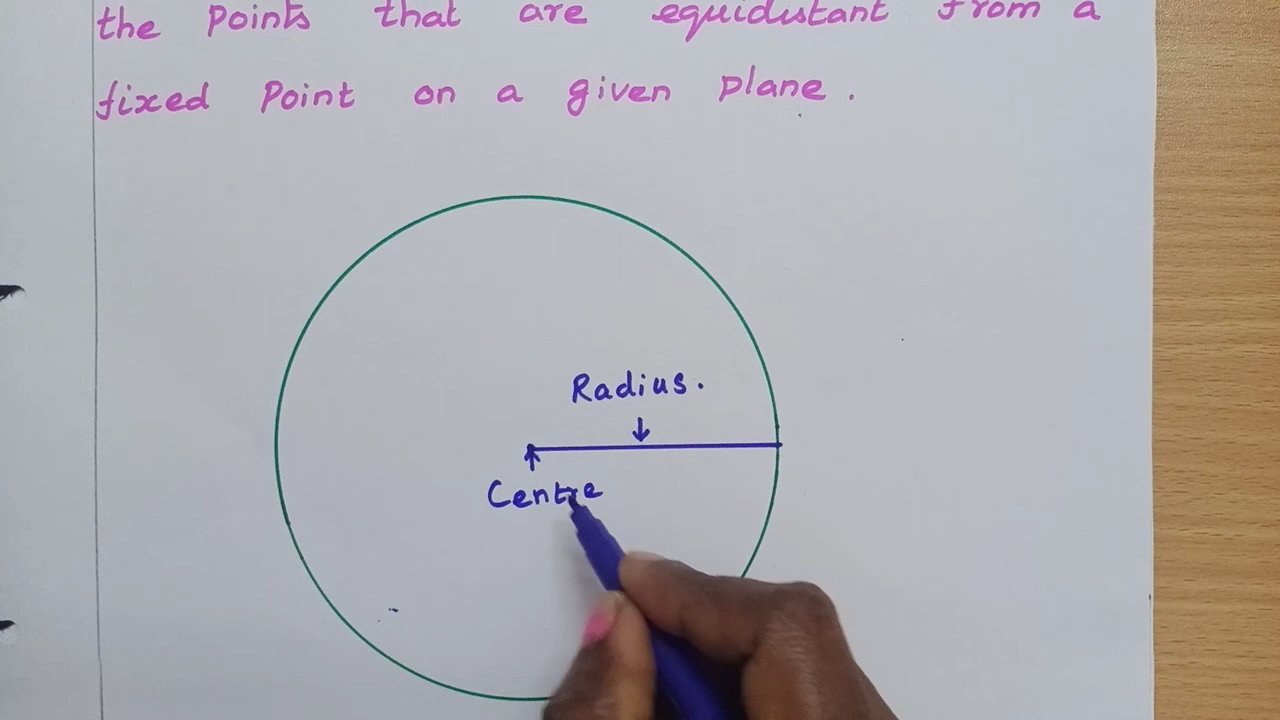 the points that are equidistant from a
fixed point on a given plane.
Radius.
Centre